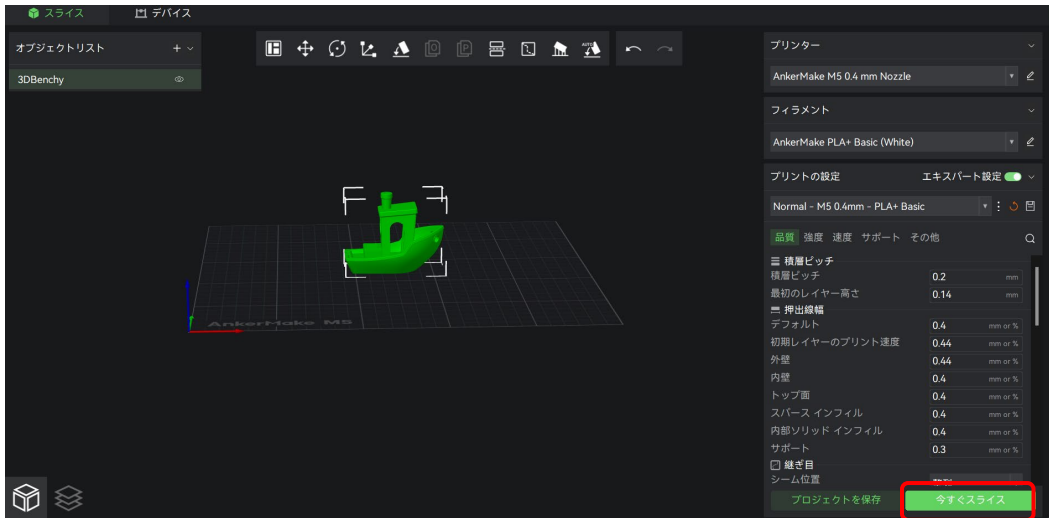 スライス
デバイス
オブジェクトリスト
3DBenchy
AUTO
AnkerMake M5
プリンター
AnkerMake M5 0.4 mm Nozzle
フィラメント
AnkerMake PLA+ Basic (White)
プリントの設定 エキスパート設定
Normal - M5 0.4mm - PLA+ Basic
品質 強度 速度 サポート その他
積層ピッチ
積層ピッチ 0.2 mm
最初のレイヤー高さ 0.14 mm
押出線幅
デフォルト 0.4 mm or %
初期レイヤーのプリント速度 0.44 mm or %
外壁 0.44 mm or %
内壁 0.4 mm or %
トップ面 0.4 mm or %
スパース インフィル 0.4 mm or %
内部ソリッド インフィル 0.4 mm or %
サポート 0.3 mm or %
継ぎ目
シーム位置
プロジェクトを保存 今すぐスライス